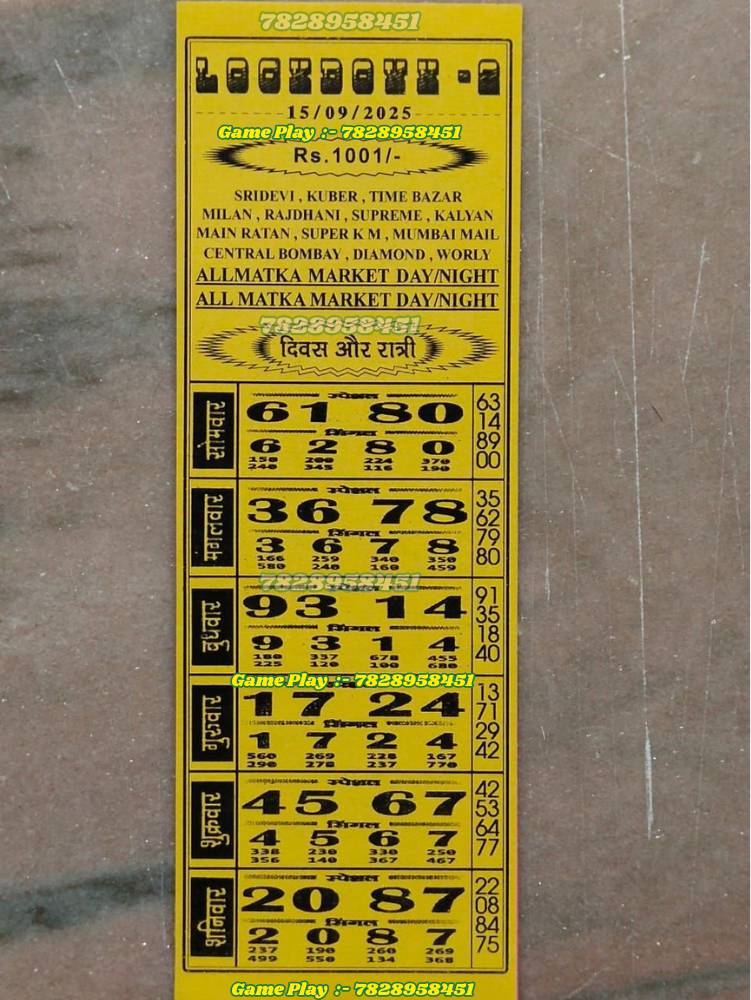 7828958451
LOCKDOWN - 2
15/09/2025
Game Play :- 7828958451
Rs.1001/-
SRIDEVI , KUBER , TIME BAZAR
MILAN , RAJDHANI , SUPREME , KALYAN
MAIN RATAN , SUPER K M , MUMBAI MAIL
CENTRAL BOMBAY , DIAMOND , WORLY
ALLMATKA MARKET DAY/NIGHT
ALL MATKA MARKET DAY/NIGHT
7828958451
दिवस और रात्री
सोमवार
स्पेशल
61 80
सिंगल
6 2 8 0
150 200 224 370
240 345 116 190
63
14
89
00
मगलवार
स्पेशल
36 78
सिंगल
3 6 7 8
166 259 340 350
580 240 160 459
35
62
79
80
7828958451
बुधवार
93 14
सिंगल
9 3 1 4
180 337 678 455
225 120 100 680
91
35
18
40
Game Play :- 7828958451
गुरुवार
17 24
सिंगल
1 7 2 4
560 269 228 167
290 278 237 770
13
71
29
42
शुक्रवार
स्पेशल
45 67
सिंगल
4 5 6 7
338 230 330 250
356 140 367 467
42
53
64
77
शनिवार
स्पेशल
20 87
सिंगल
2 0 8 7
237 190 260 269
499 550 134 368
22
08
84
75
Game Play :- 7828958451